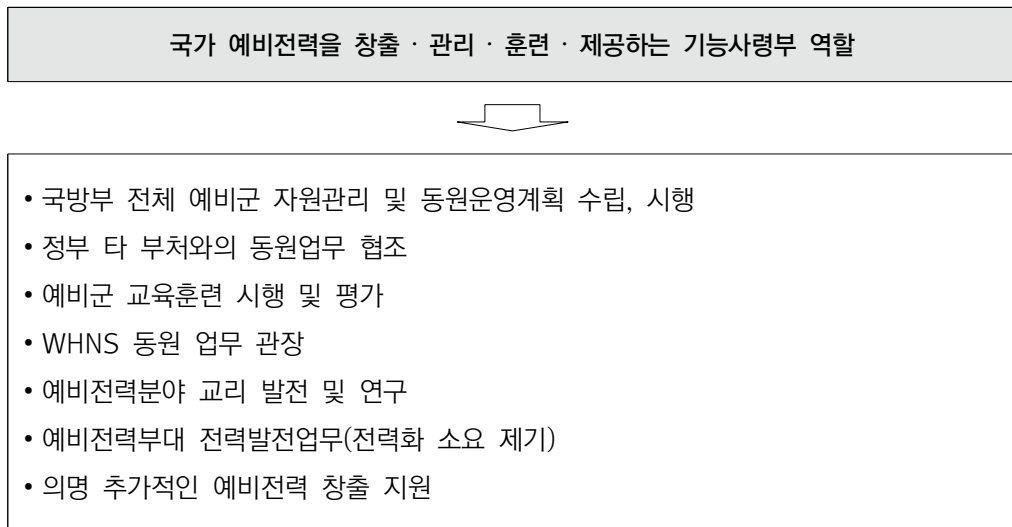 국가 예비전력을 창출 · 관리 · 훈련 · 제공하는 기능사령부 역할
• 국방부 전체 예비군 자원관리 및 동원운영계획 수립, 시행
• 정부 타 부처와의 동원업무 협조
• 예비군 교육훈련 시행 및 평가
• WHNS 동원 업무 관장
• 예비전력분야 교리 발전 및 연구
• 예비전력부대 전력발전업무(전력화 소요 제기)
• 의명 추가적인 예비전력 창출 지원